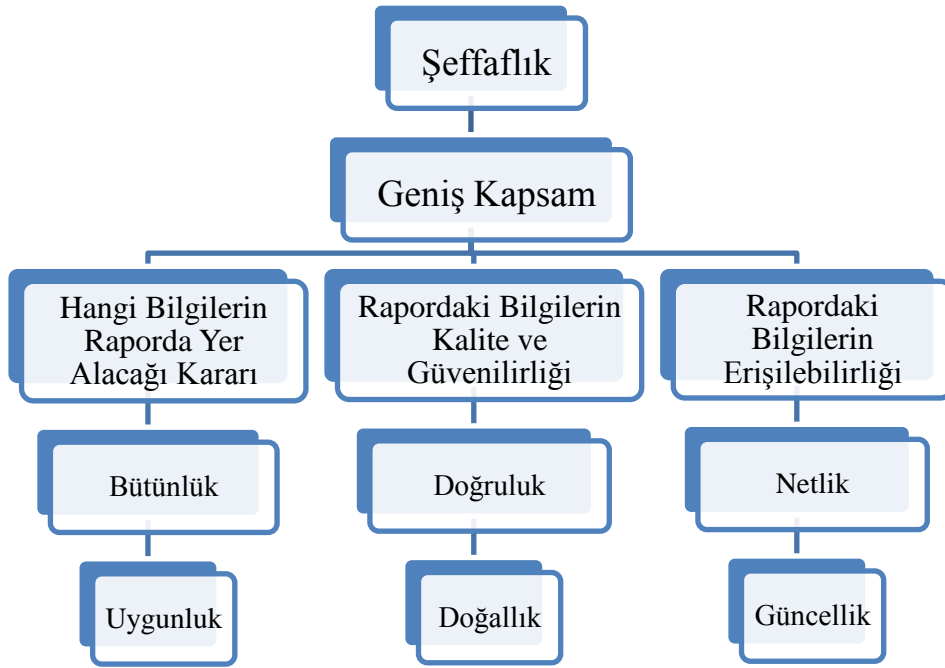 Şeffaflık
Geniş Kapsam
Hangi Bilgilerin
Raporda Yer
Alacağı Kararı
Rapordaki Bilgilerin
Kalite ve
Güvenilirliği
Rapordaki
Bilgilerin
Erişilebilirliği
Bütünlük
Doğruluk
Netlik
Uygunluk
Doğallık
Güncellik